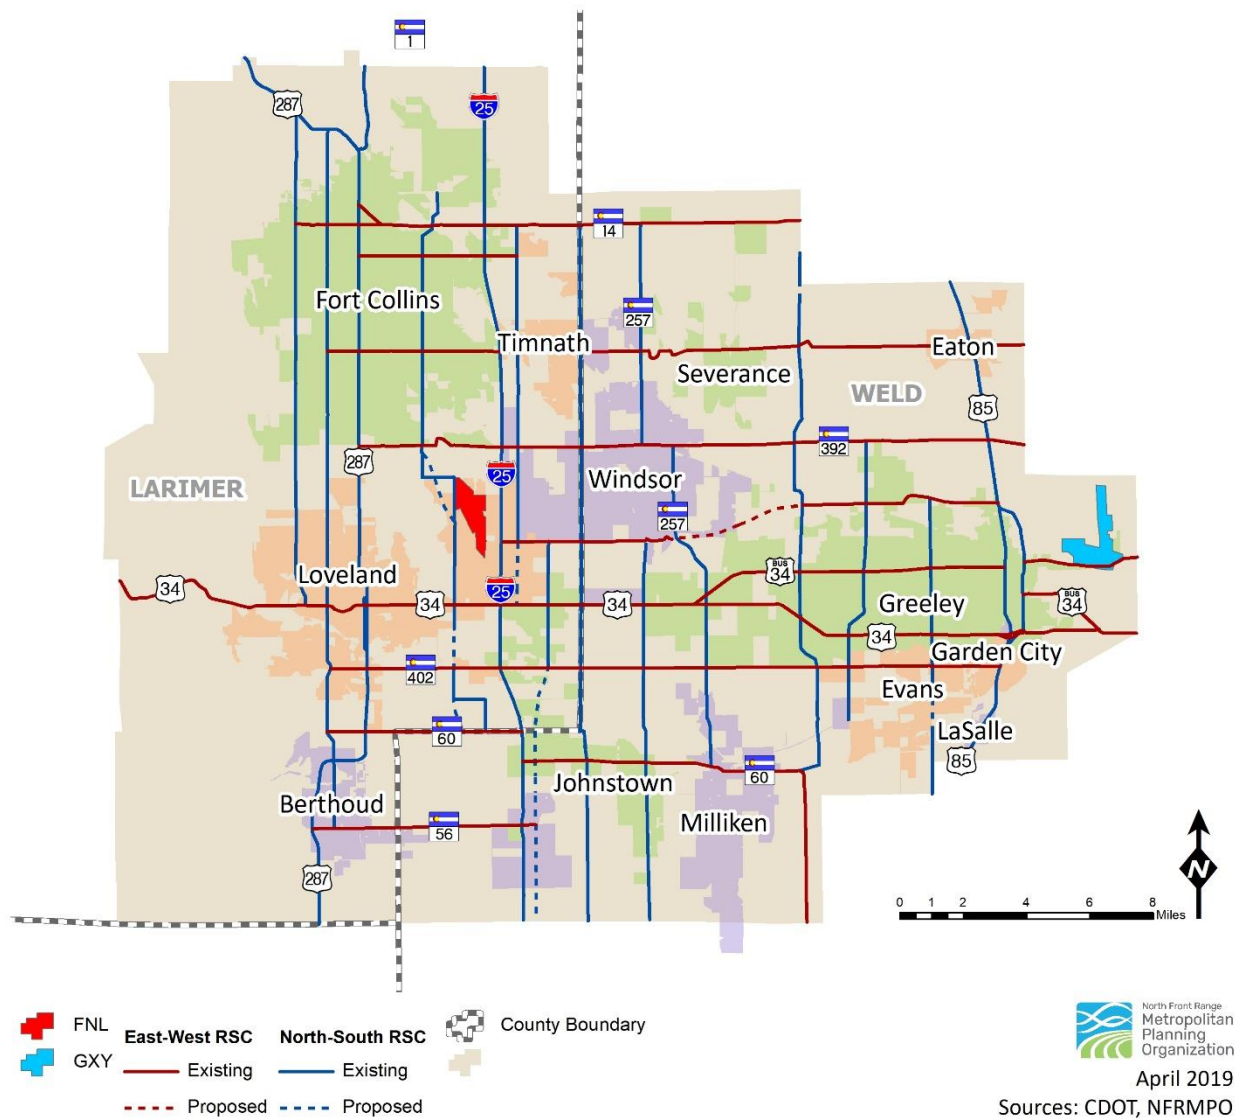 1
287
25
14
Fort Collins
257
Timnath
Eaton
Severance
WELD
85
392
287
25
LARIMER
Windsor
257
Loveland
34
34
25
34
BUS
34
Greeley
BUS
34
34
Garden City
402
Evans
60
LaSalle
85
60
Johnstown
Berthoud
Milliken
56
287
N
0 1 2 4 6 8
Miles
FNL
GXY
East-West RSC
Existing
Proposed
North-South RSC
Existing
Proposed
County Boundary
North Front Range
Metropolitan
Planning
Organization
April 2019
Sources: CDOT, NFRMPO